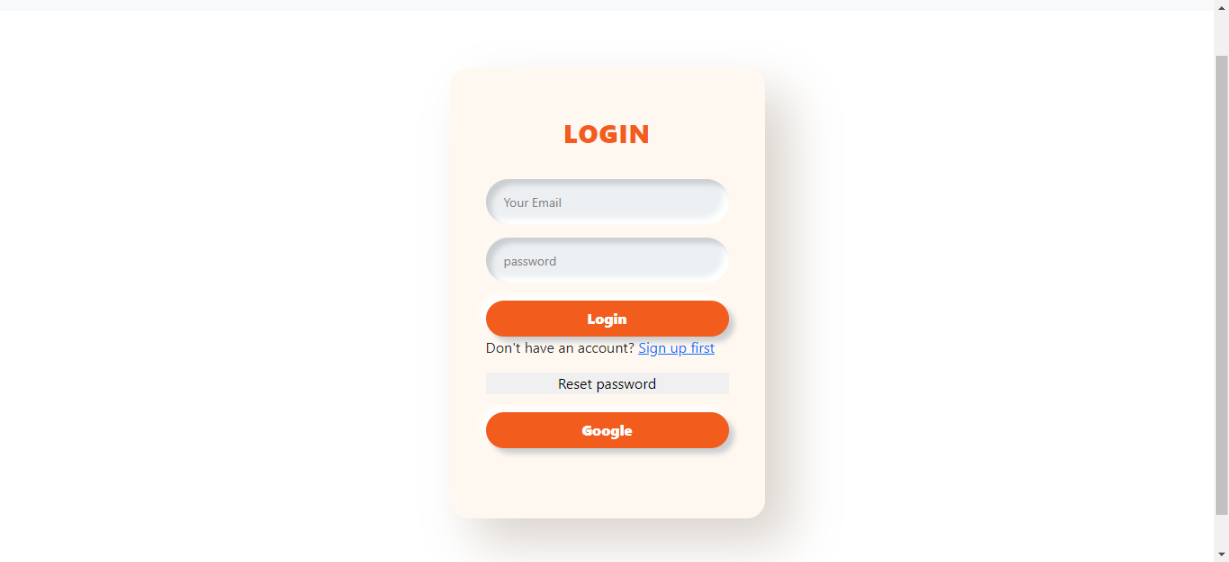 LOGIN
Your Email
password
Login
Don't have an account? Sign up first
Reset password
Google